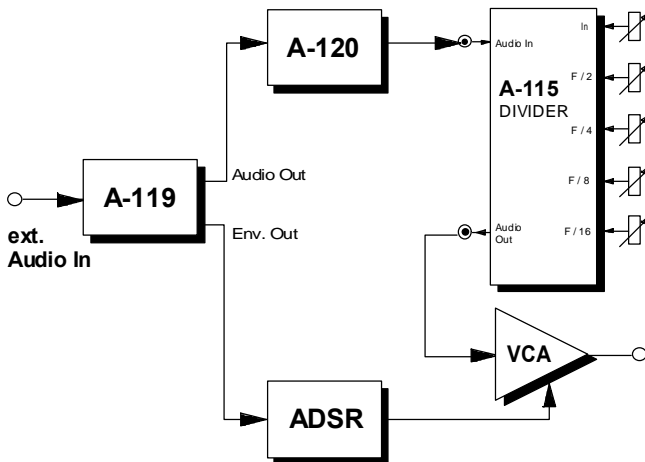 A-120
Audio In
In
A-115
DIVIDER
F / 2
F / 4
F / 8
F / 16
Audio
Out
A-119
Audio Out
Env. Out
ext.
Audio In
VCA
ADSR